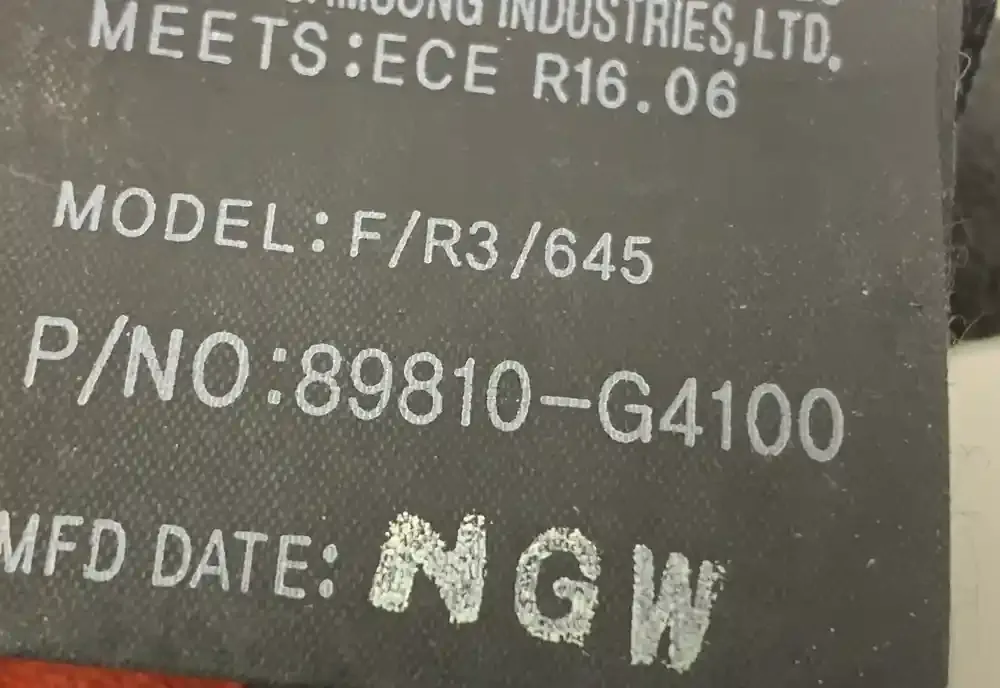 INDUSTRIES,LTD.
MEETS:ECE R16.06
MODEL: F/R3/645
P/NO:89810-G4100
MFD DATE: NGW